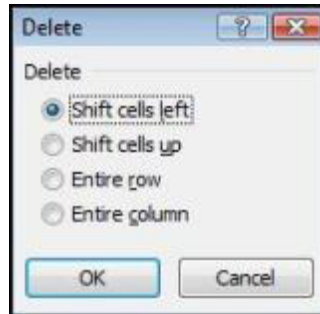 Delete
Delete
Shift cells left
Shift cells up
Entire row
Entire column
OK Cancel